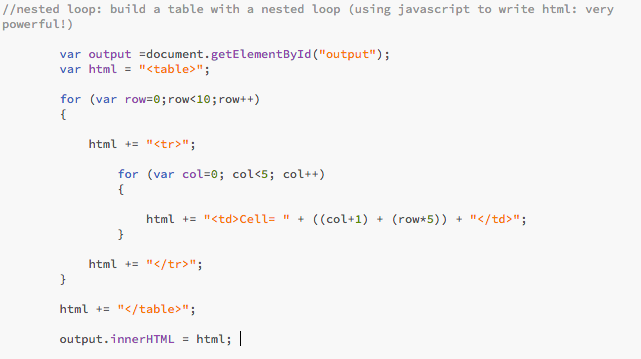 //nested loop: build a table with a nested loop (using javascript to write html: very
powerful!)
var output =document.getElementById("output");
var html = "<table>";
for (var row=0;row<10;row++)
{
html += "<tr>";
for (var col=0; col<5; col++)
{
html += "<td>Cell= " + ((col+1) + (row*5)) + "</td>";
}
html += "</tr>";
}
html += "</table>";
output.innerHTML = html;